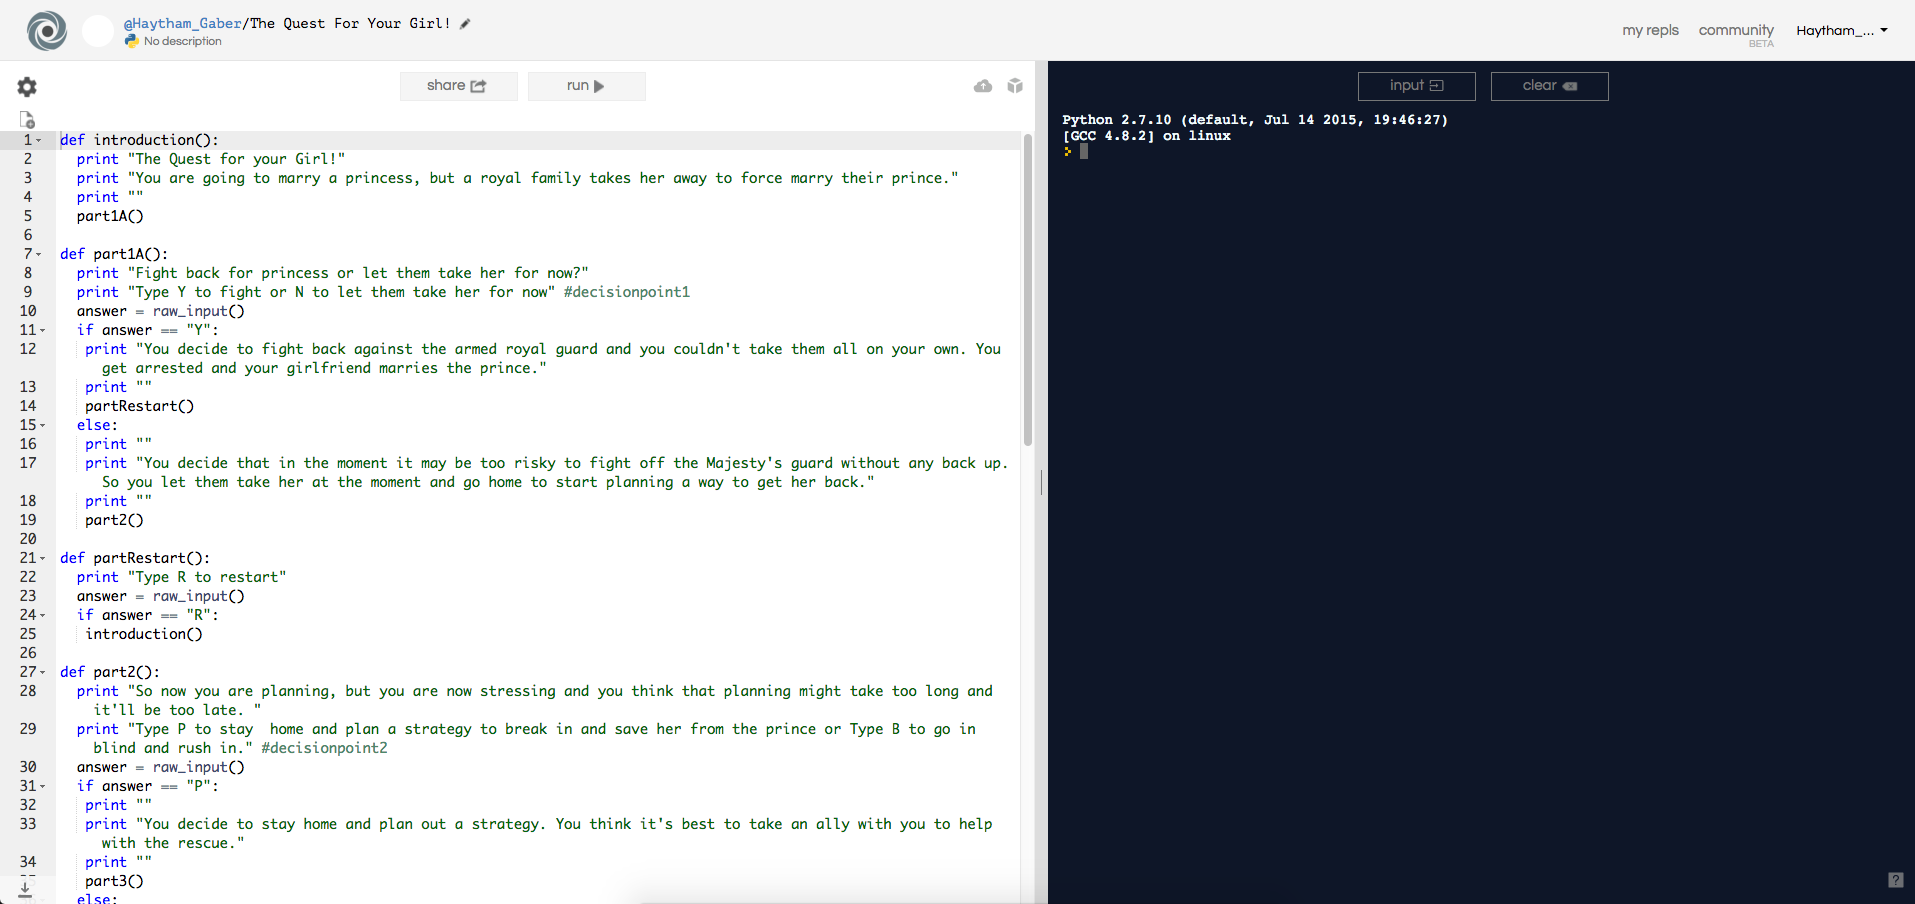 @Haytham_Gaber/The Quest For Your Girl!
No description
my repls
community
BETA
Haytham_...
share
run
input
clear
1 def introduction():
2 print "The Quest for your Girl!"
3 print "You are going to marry a princess, but a royal family takes her away to force marry their prince."
4 print ""
5 part1A()
6
7 def part1A():
8 print "Fight back for princess or let them take her for now?"
9 print "Type Y to fight or N to let them take her for now" #decisionpoint1
10 answer = raw_input()
11 if answer == "Y":
12 print "You decide to fight back against the armed royal guard and you couldn't take them all on your own. You
get arrested and your girlfriend marries the prince."
13 print ""
14 partRestart()
15 else:
16 print ""
17 print "You decide that in the moment it may be too risky to fight off the Majesty's guard without any back up.
So you let them take her at the moment and go home to start planning a way to get her back."
18 print ""
19 part2()
20
21 def partRestart():
22 print "Type R to restart"
23 answer = raw_input()
24 if answer == "R":
25 introduction()
26
27 def part2():
28 print "So now you are planning, but you are now stressing and you think that planning might take too long and
it'll be too late. "
29 print "Type P to stay  home and plan a strategy to break in and save her from the prince or Type B to go in
blind and rush in." #decisionpoint2
30 answer = raw_input()
31 if answer == "P":
32 print ""
33 print "You decide to stay home and plan out a strategy. You think it's best to take an ally with you to help
with the rescue."
34 print ""
part3()
else:
Python 2.7.10 (default, Jul 14 2015, 19:46:27)
[GCC 4.8.2] on linux
>
?